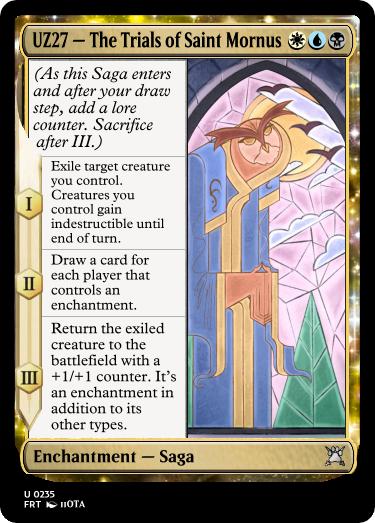 UZ27 — The Trials of Saint Mornus
(As this Saga enters
and after your draw
step, add a lore
counter. Sacrifice
after III.)
I
Exile target creature
you control.
Creatures you
control gain
indestructible until
end of turn.
II
Draw a card for
each player that
controls an
enchantment.
III
Return the exiled
creature to the
battlefield with a
+1/+1 counter. It's
an enchantment in
addition to its
other types.
Enchantment — Saga
U 0235
FRT 11OTA